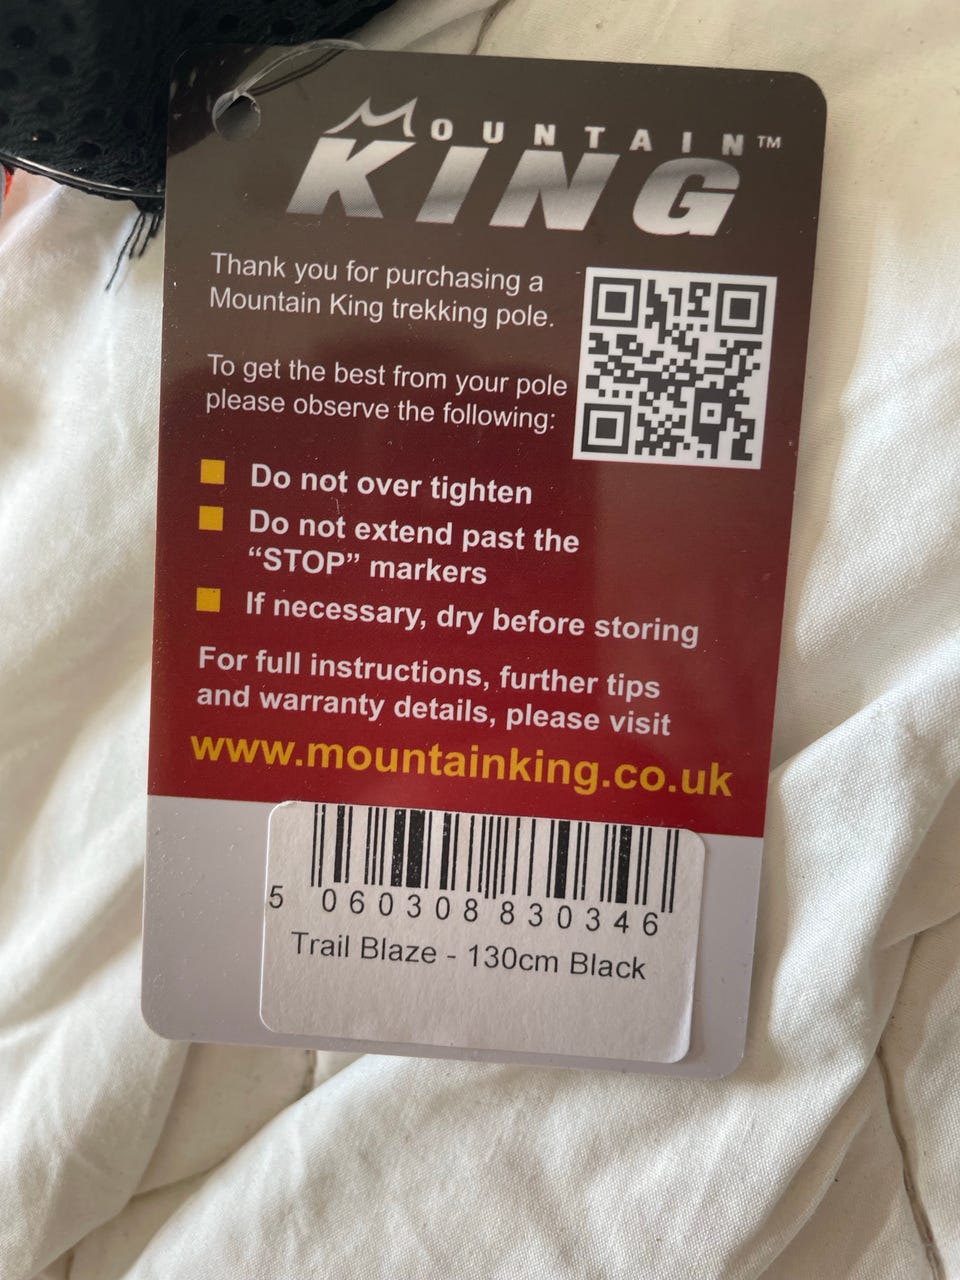 MOUNTAIN™
KING
Thank you for purchasing a
Mountain King trekking pole.
To get the best from your pole
please observe the following:
Do not over tighten
Do not extend past the
“STOP” markers
If necessary, dry before storing
For full instructions, further tips
and warranty details, please visit
www.mountainking.co.uk
5 060308 830346
Trail Blaze - 130cm Black